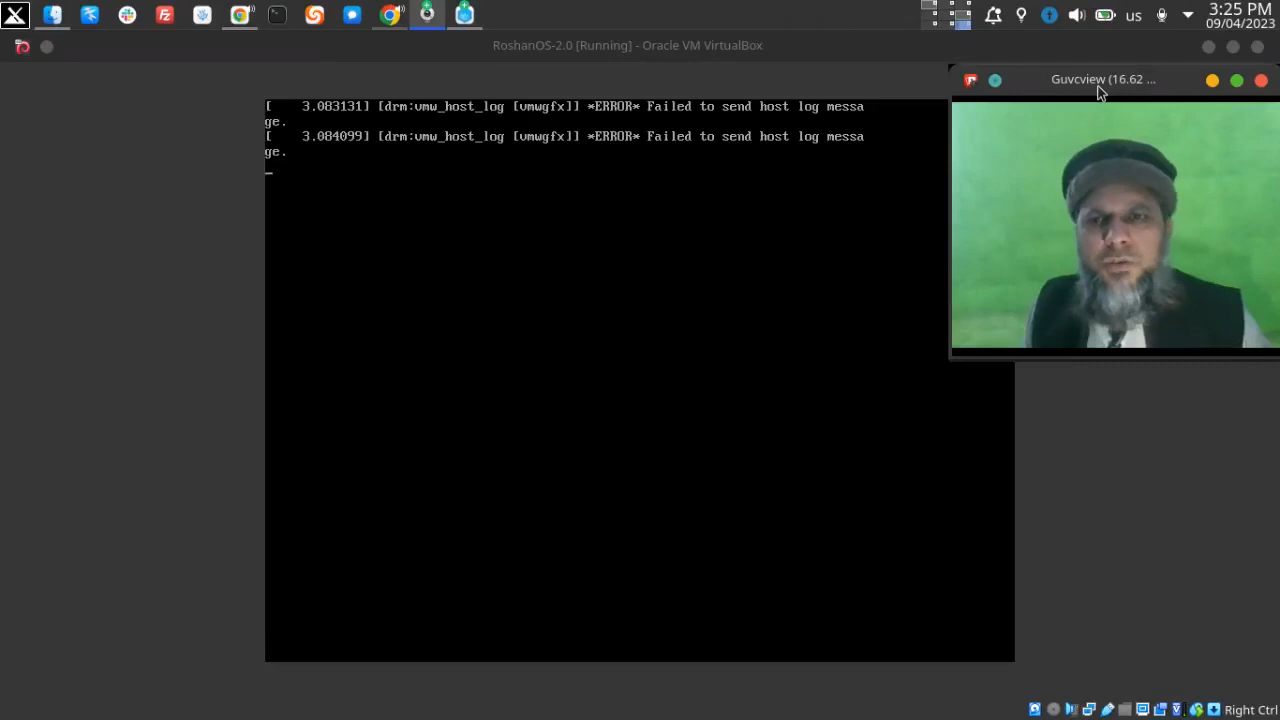 3:25 PM
us
09/04/2023
RoshanOS-2.0 [Running] - Oracle VM VirtualBox
Guvcview (16.62 ...
[    3.083131] [drm:vmw_host_log [vmwgfx]] *ERROR* Failed to send host log messa
ge.
[    3.084099] [drm:vmw_host_log [vmwgfx]] *ERROR* Failed to send host log messa
ge.
Right Ctrl